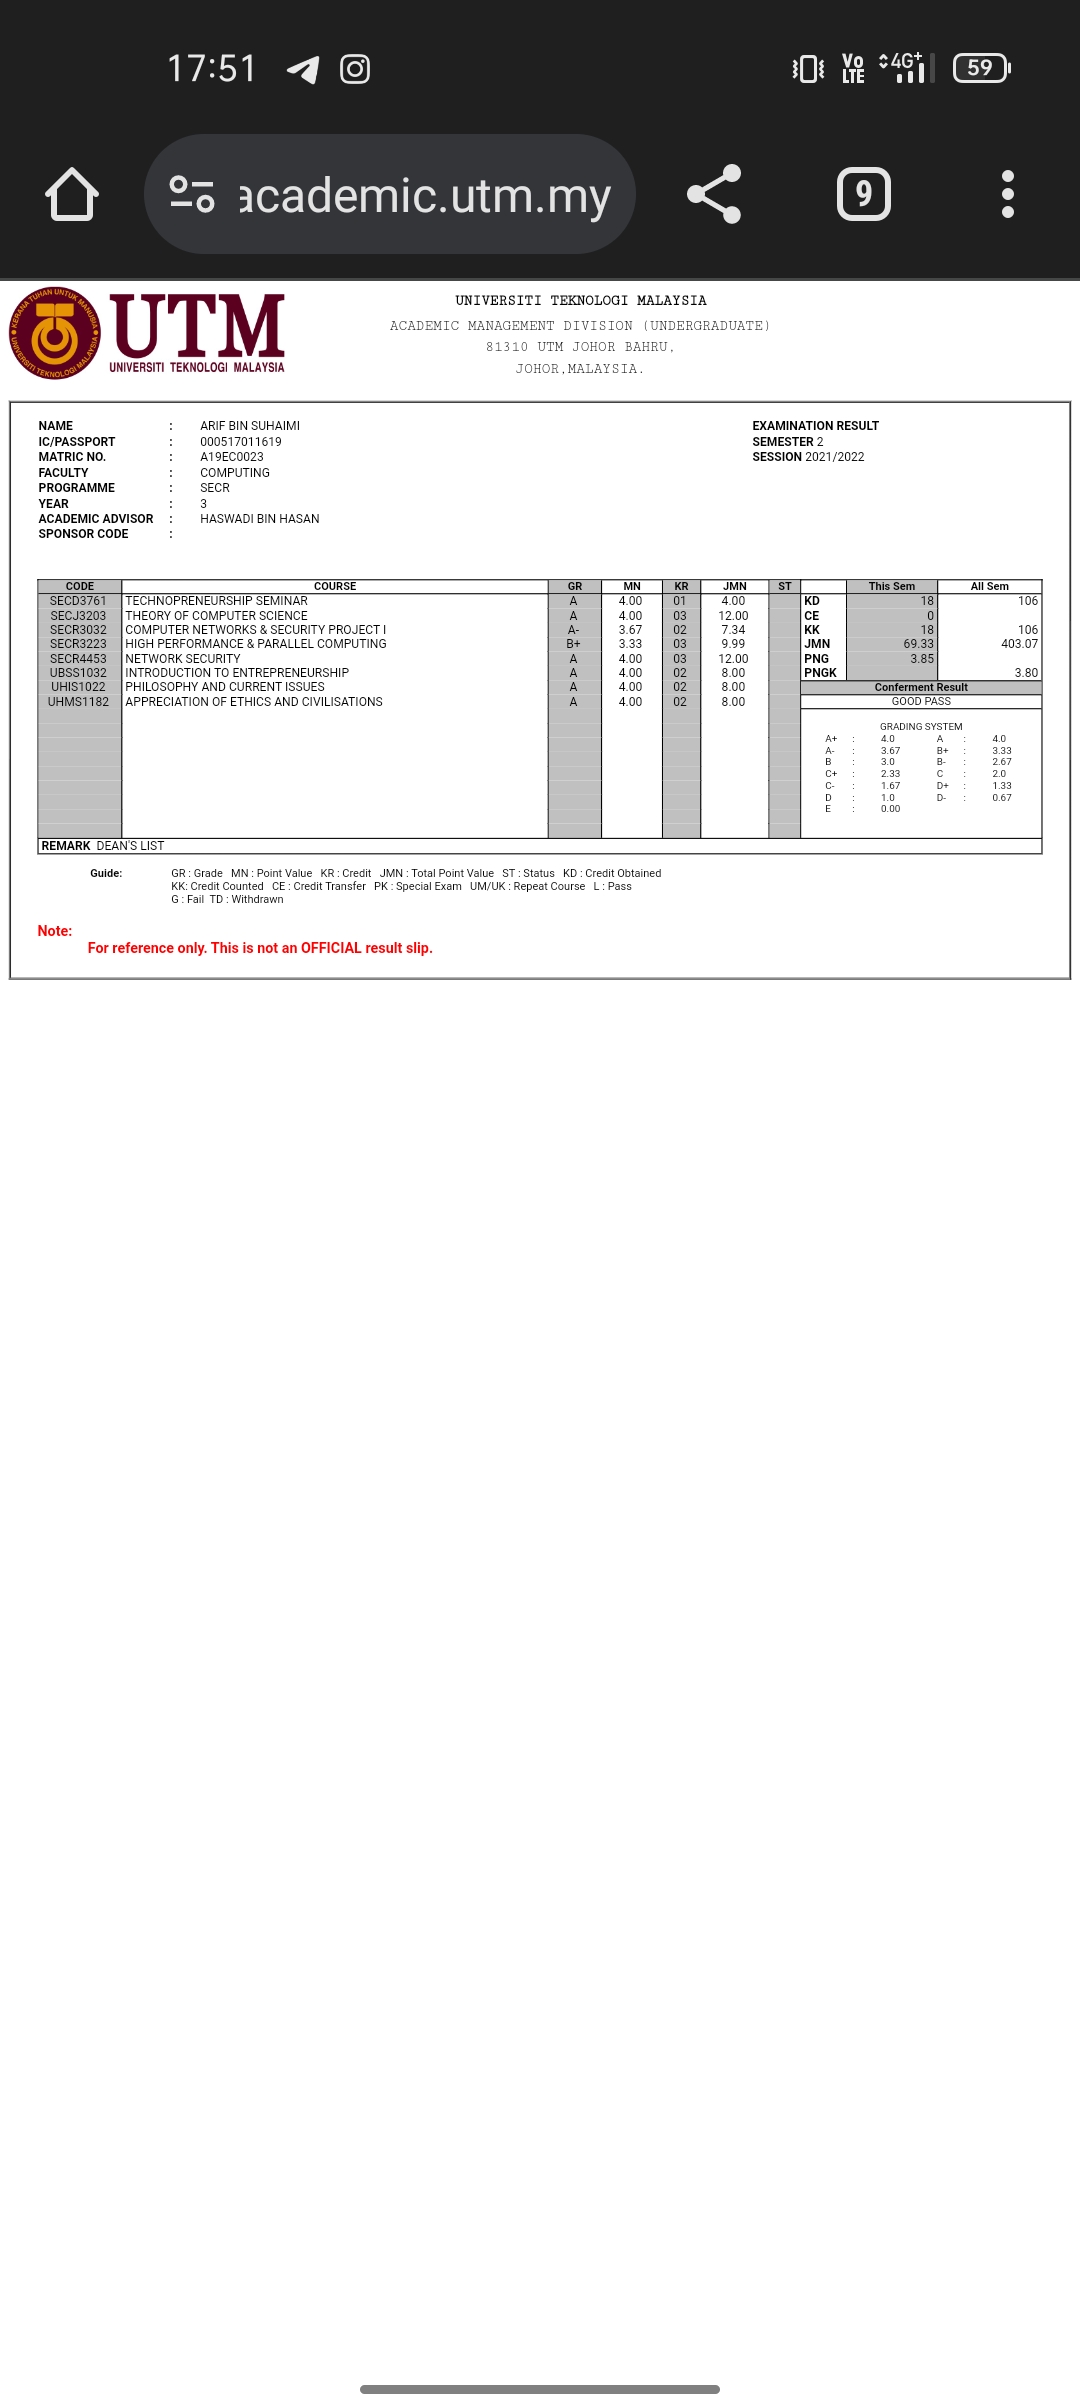 17:51 Vo LTE 4G+ 59
academic.utm.my 9
KERANA TUHAN UNTUK MANUSIA
UNIVERSITI TEKNOLOGI MALAYSIA
UTM
UNIVERSITI TEKNOLOGI MALAYSIA
UNIVERSITI TEKNOLOGI MALAYSIA
ACADEMIC MANAGEMENT DIVISION (UNDERGRADUATE)
81310 UTM JOHOR BAHRU,
JOHOR,MALAYSIA.
NAME : ARIF BIN SUHAIMI EXAMINATION RESULT
IC/PASSPORT : 000517011619 SEMESTER 2
MATRIC NO. : A19EC0023 SESSION 2021/2022
FACULTY : COMPUTING
PROGRAMME : SECR
YEAR : 3
ACADEMIC ADVISOR : HASWADI BIN HASAN
SPONSOR CODE :
CODE COURSE GR MN KR JMN ST This Sem All Sem
SECD3761 TECHNOPRENEURSHIP SEMINAR A 4.00 01 4.00 KD 18 106
SECJ3203 THEORY OF COMPUTER SCIENCE A 4.00 03 12.00 CE 0
SECR3032 COMPUTER NETWORKS & SECURITY PROJECT I A- 3.67 02 7.34 KK 18 106
SECR3223 HIGH PERFORMANCE & PARALLEL COMPUTING B+ 3.33 03 9.99 JMN 69.33 403.07
SECR4453 NETWORK SECURITY A 4.00 03 12.00 PNG 3.85
UBSS1032 INTRODUCTION TO ENTREPRENEURSHIP A 4.00 02 8.00 PNGK 3.80
UHIS1022 PHILOSOPHY AND CURRENT ISSUES A 4.00 02 8.00 Conferment Result
UHMS1182 APPRECIATION OF ETHICS AND CIVILISATIONS A 4.00 02 8.00 GOOD PASS
GRADING SYSTEM
A+ : 4.0 A : 4.0
A- : 3.67 B+ : 3.33
B : 3.0 B- : 2.67
C+ : 2.33 C : 2.0
C- : 1.67 D+ : 1.33
D : 1.0 D- : 0.67
E : 0.00
REMARK DEAN'S LIST
Guide: GR : Grade MN : Point Value KR : Credit JMN : Total Point Value ST : Status KD : Credit Obtained
KK: Credit Counted CE : Credit Transfer PK : Special Exam UM/UK : Repeat Course L : Pass
G : Fail TD : Withdrawn
Note:
For reference only. This is not an OFFICIAL result slip.